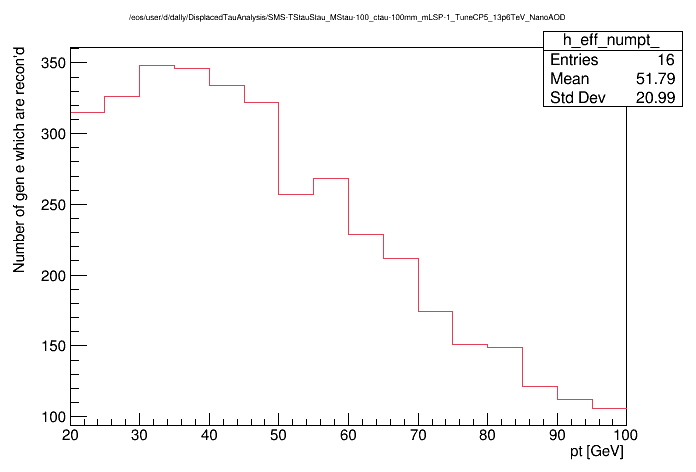 /eos/user/d/dally/DisplacedTauAnalysis/SMS-TStauStau_MStau-100_ctau-100mm_mLSP-1_TuneCP5_13p6TeV_NanoAOD
h_eff_numpt_
Entries 16
Mean 51.79
Std Dev 20.99
Number of gen e which are recon'd
350
300
250
200
150
100
20 30 40 50 60 70 80 90 100
pt [GeV]